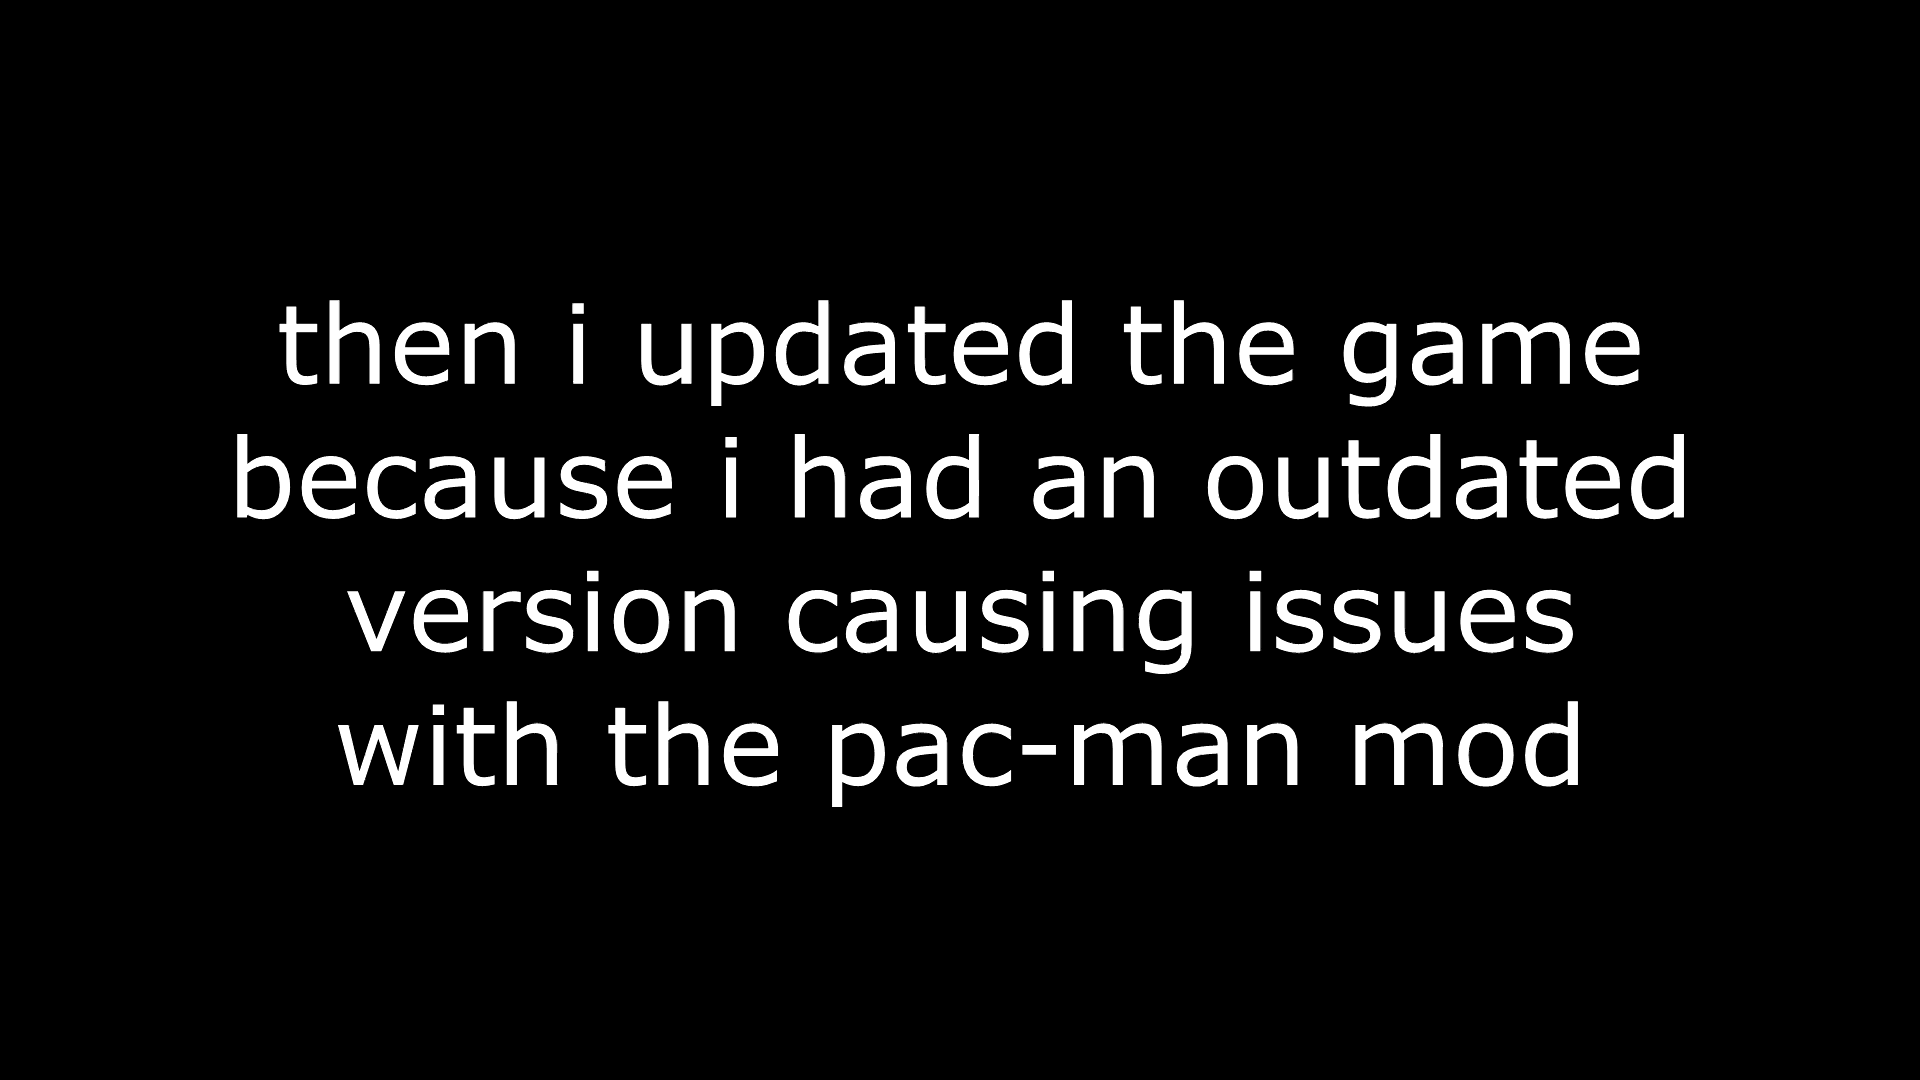 then i updated the game
because i had an outdated
version causing issues
with the pac-man mod